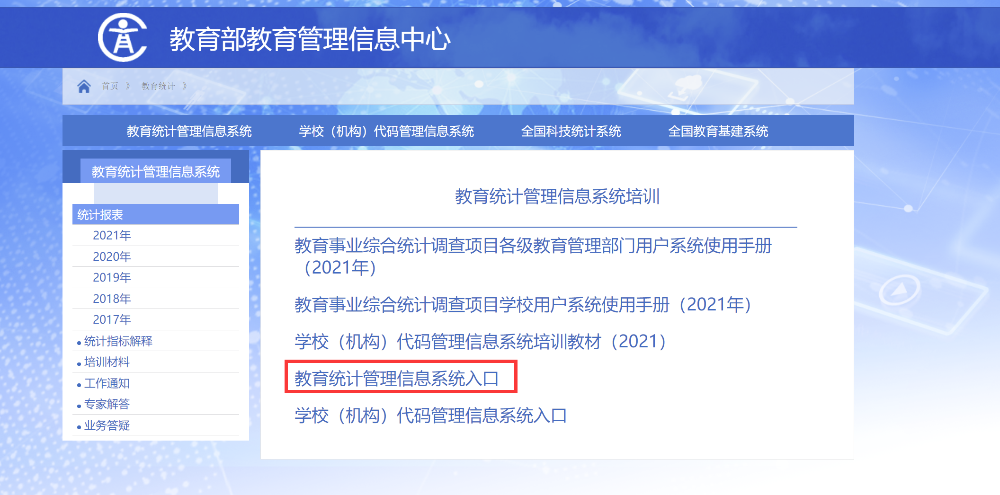 教育部教育管理信息中心
首页 》 教育统计 》
教育统计管理信息系统 学校（机构）代码管理信息系统 全国科技统计系统 全国教育基建系统
教育统计管理信息系统
统计报表
2021年
2020年
2019年
2018年
2017年
统计指标解释
培训材料
工作通知
专家解答
业务答疑
教育统计管理信息系统培训
教育事业综合统计调查项目各级教育管理部门用户系统使用手册
（2021年）
教育事业综合统计调查项目学校用户系统使用手册（2021年）
学校（机构）代码管理信息系统培训教材（2021）
教育统计管理信息系统入口
学校（机构）代码管理信息系统入口